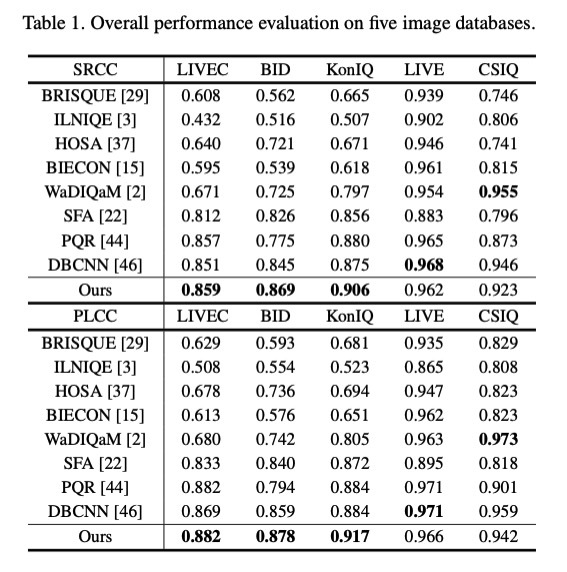 Table 1. Overall performance evaluation on five image databases.
SRCC LIVEC BID KonIQ LIVE CSIQ
BRISQUE [29] 0.608 0.562 0.665 0.939 0.746
ILNIQE [3] 0.432 0.516 0.507 0.902 0.806
HOSA [37] 0.640 0.721 0.671 0.946 0.741
BIECON [15] 0.595 0.539 0.618 0.961 0.815
WaDIQaM [2] 0.671 0.725 0.797 0.954 0.955
SFA [22] 0.812 0.826 0.856 0.883 0.796
PQR [44] 0.857 0.775 0.880 0.965 0.873
DBCNN [46] 0.851 0.845 0.875 0.968 0.946
Ours 0.859 0.869 0.906 0.962 0.923
PLCC LIVEC BID KonIQ LIVE CSIQ
BRISQUE [29] 0.629 0.593 0.681 0.935 0.829
ILNIQE [3] 0.508 0.554 0.523 0.865 0.808
HOSA [37] 0.678 0.736 0.694 0.947 0.823
BIECON [15] 0.613 0.576 0.651 0.962 0.823
WaDIQaM [2] 0.680 0.742 0.805 0.963 0.973
SFA [22] 0.833 0.840 0.872 0.895 0.818
PQR [44] 0.882 0.794 0.884 0.971 0.901
DBCNN [46] 0.869 0.859 0.884 0.971 0.959
Ours 0.882 0.878 0.917 0.966 0.942